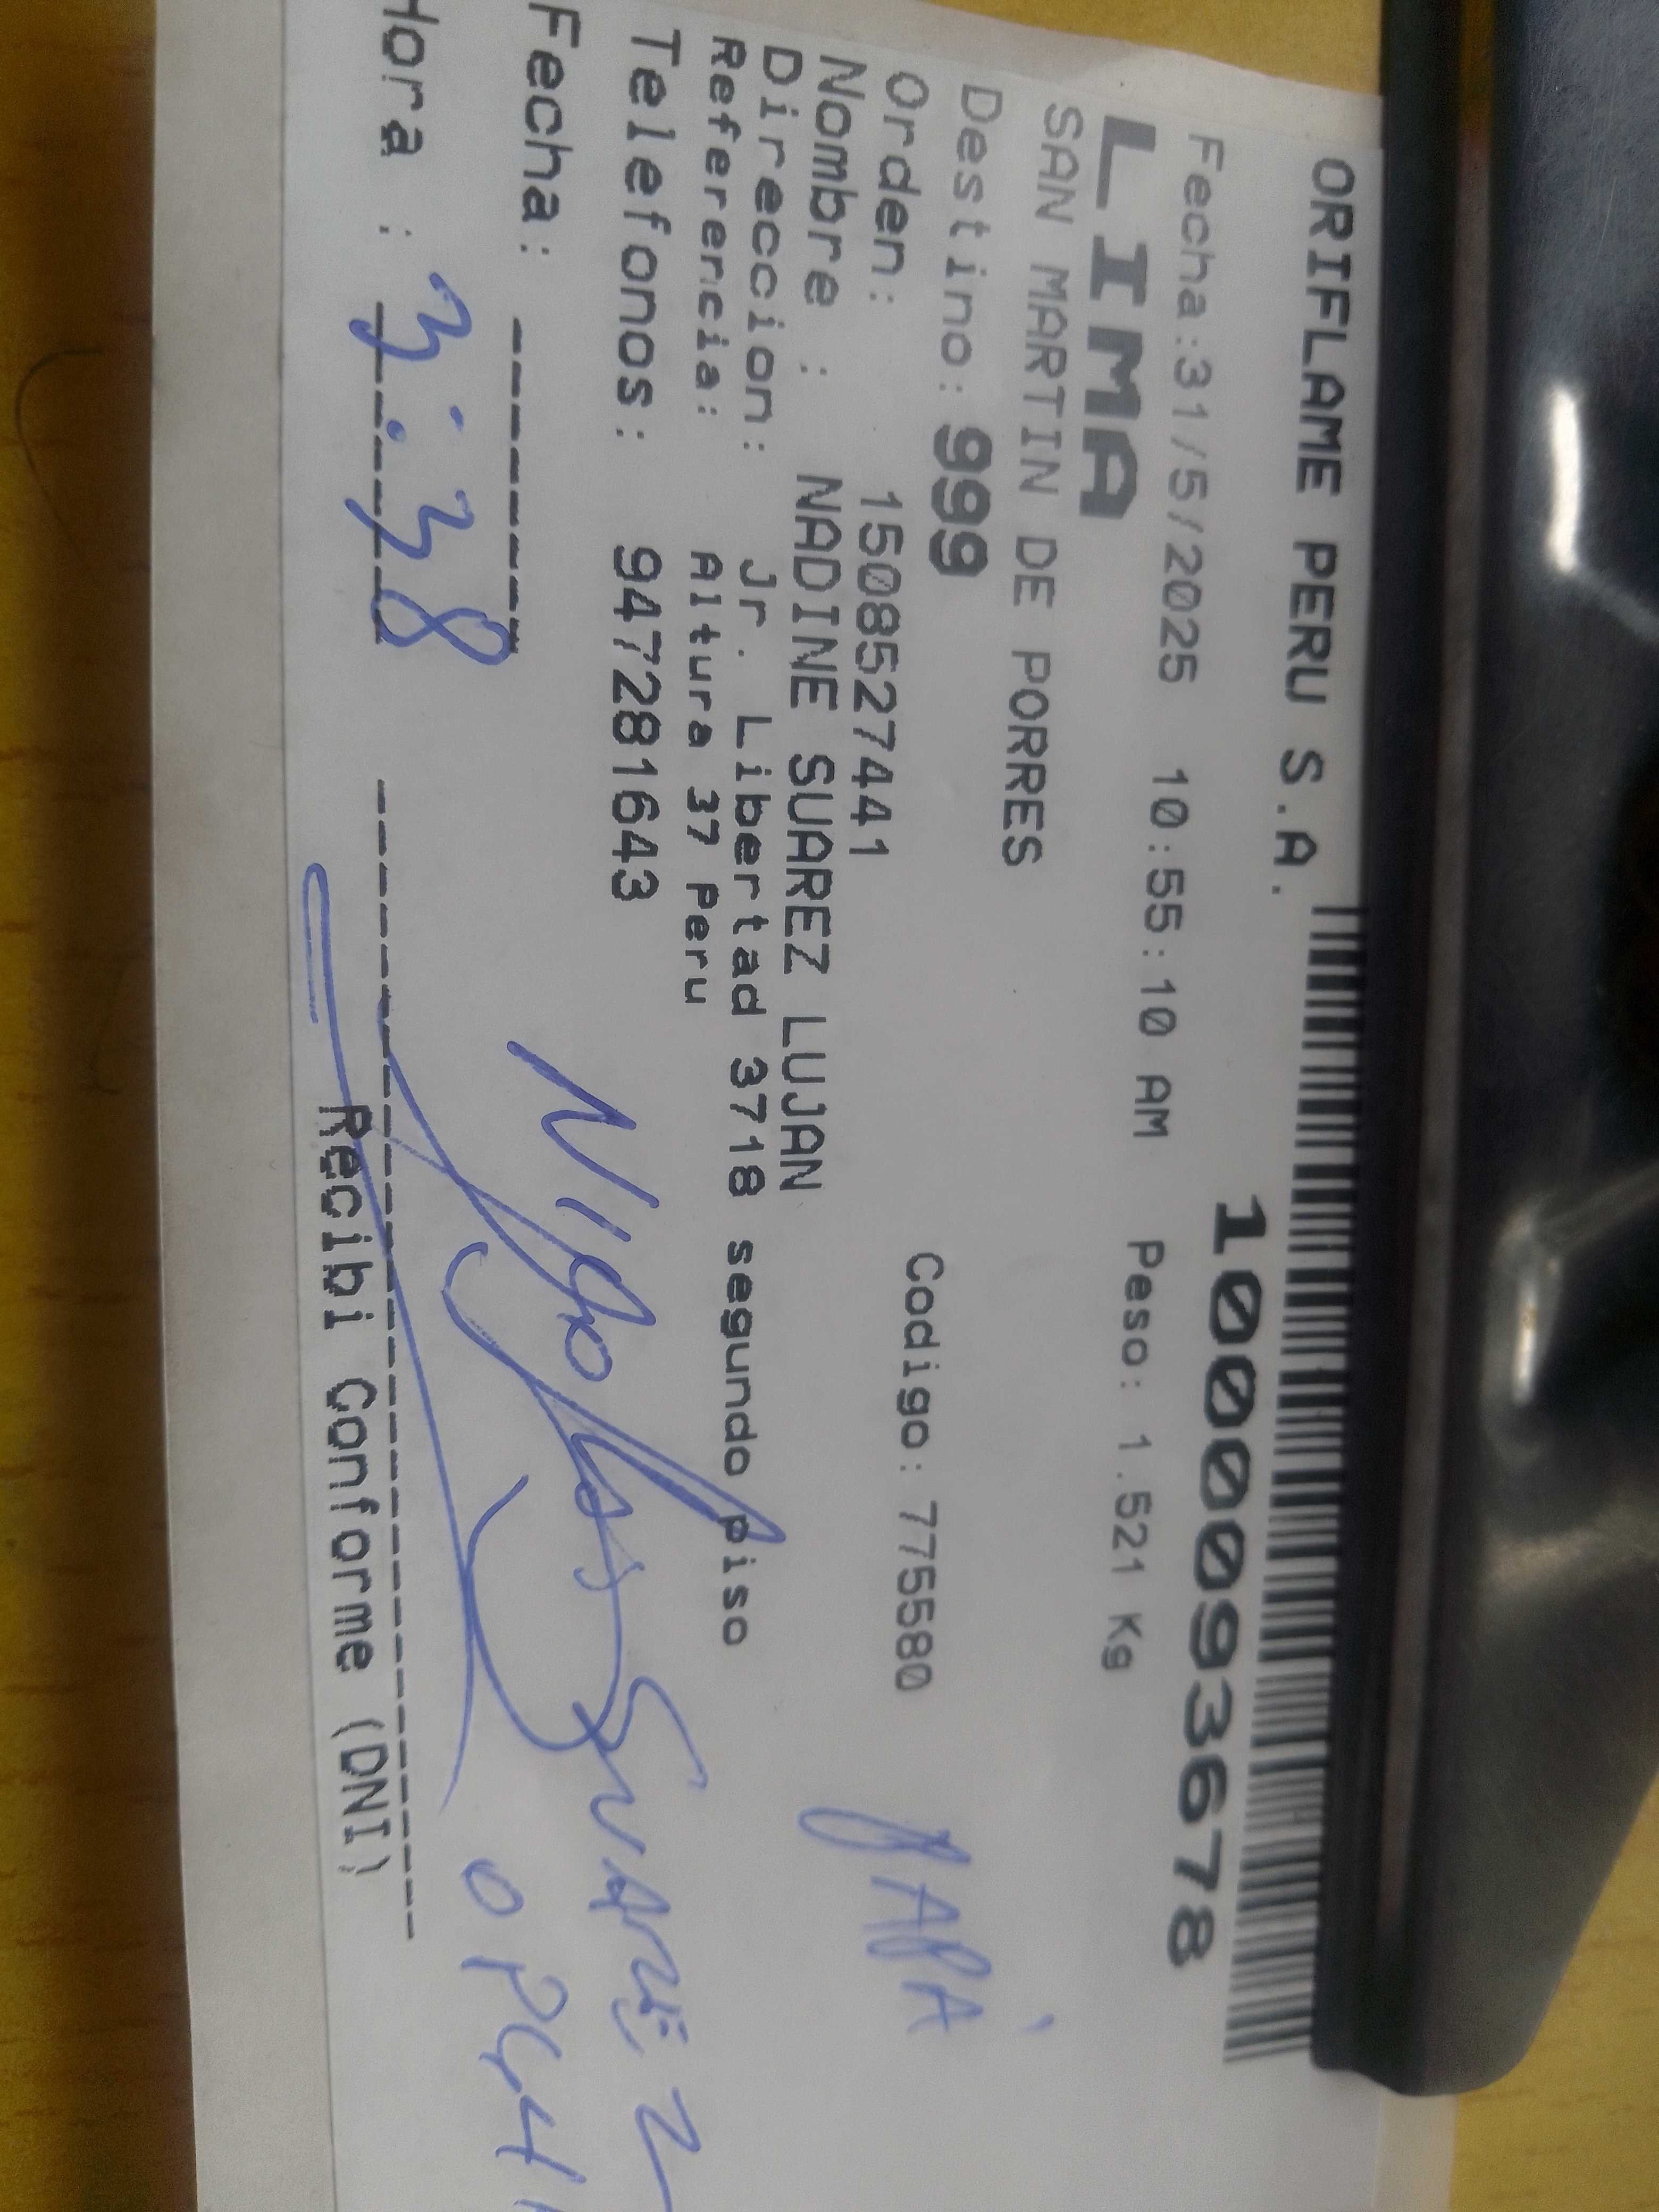 ORIFLAME PERU S.A.
1000093678
Fecha:31/5/2025 10:55:10 AM Peso: 1.521 Kg
LIMA
SAN MARTIN DE PORRES
Destino: 999
Orden: 1508527441 Codigo: 775580
Nombre : NADINE SUAREZ LUJAN
Direccion: Jr. Libertad 3718 segundo piso
Referencia: Altura 37 Peru
Telefonos: 947281643
PAPÁ
SUAREZ
Fecha: --------
Hora : 3:38
Recibi Conforme (DNI)